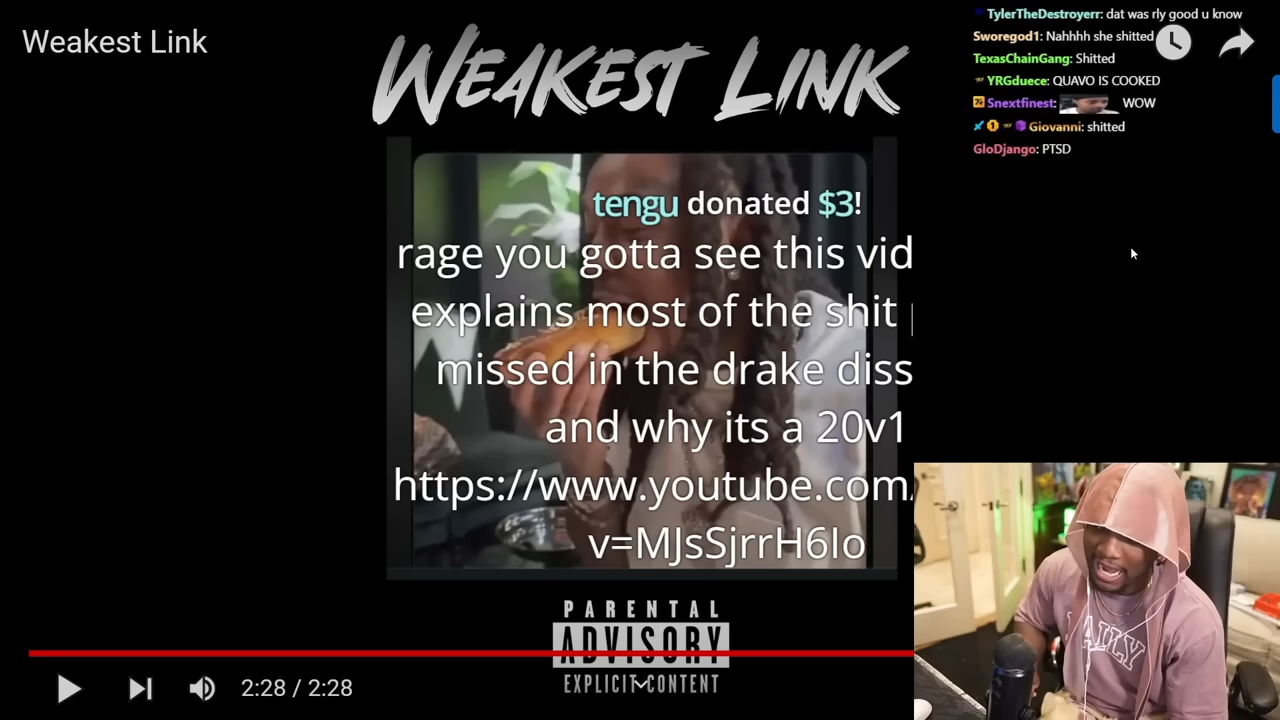 Weakest Link
WEAKEST LINK
TylerTheDestroyerr: dat was rly good u know
Sworegod1: Nahhhh she shitted
TexasChainGang: Shitted
YRGduece: QUAVO IS COOKED
Snextfinest: WOW
Giovanni: shitted
GloDjango: PTSD
tengu donated $3!
rage you gotta see this vid
explains most of the shit
missed in the drake diss
and why its a 20v1
https://www.youtube.com/
v=MJsSjrrH6Io
PARENTAL
ADVISORY
EXPLICIT CONTENT
2:28 / 2:28